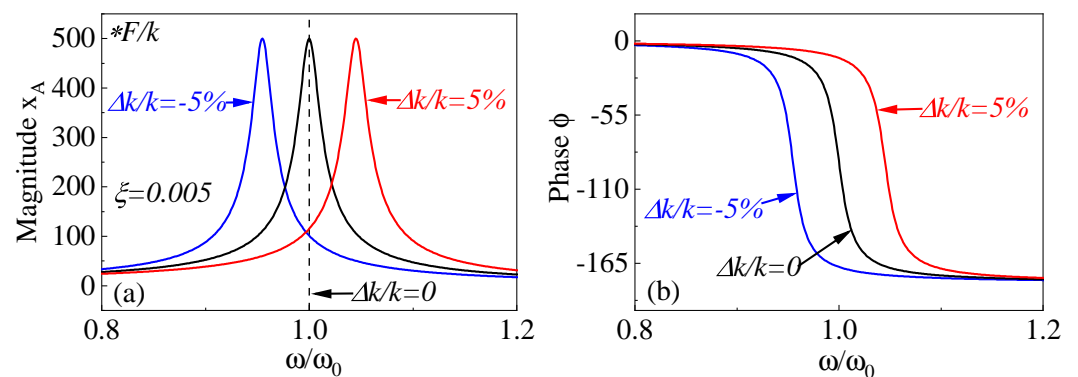 *F/k
500
400
300
200
100
0
Magnitude x_A
Δk/k=-5%
Δk/k=5%
ξ=0.005
(a)
Δk/k=0
0.8
1.0
1.2
ω/ω₀
0
-55
-110
-165
Phase ϕ
Δk/k=5%
Δk/k=-5%
Δk/k=0
(b)
0.8
1.0
1.2
ω/ω₀